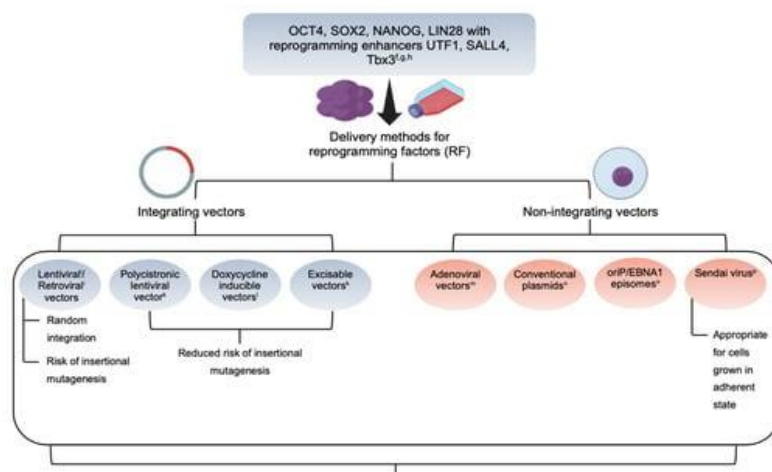 OCT4, SOX2, NANOG, LIN28 with
reprogramming enhancers UTF1, SALL4,
Tbx3f,g,h
Delivery methods for
reprogramming factors (RF)
Integrating vectors
Non-integrating vectors
Lentiviral/
Retroviral
vectors
Polycistronic
lentiviral
vector
Doxycycline
inducible
vectors
Excisable
vectors
Adenoviral
vectors
Conventional
plasmids
oriP/EBNA1
episomes
Sendai virus
Random
integration
Risk of insertional
mutagenesis
Reduced risk of insertional
mutagenesis
Appropriate
for cells
grown in
adherent
state